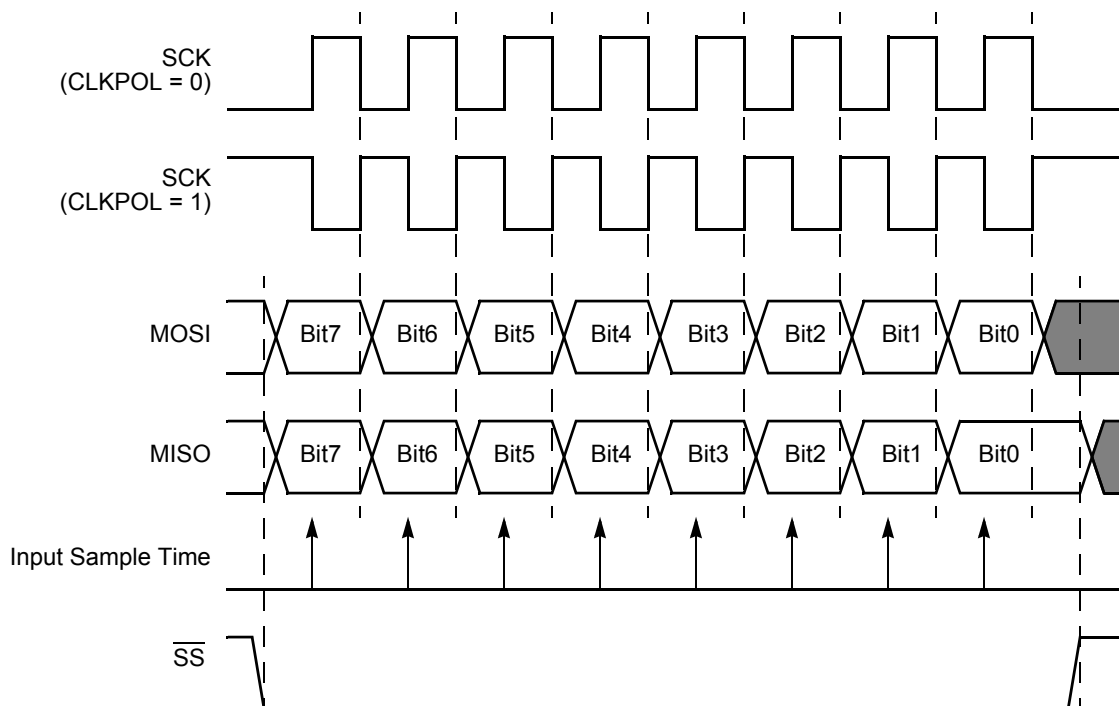 SCK
(CLKPOL = 0)
SCK
(CLKPOL = 1)
MOSI
Bit7 Bit6 Bit5 Bit4 Bit3 Bit2 Bit1 Bit0
MISO
Bit7 Bit6 Bit5 Bit4 Bit3 Bit2 Bit1 Bit0
Input Sample Time
S̅S̅